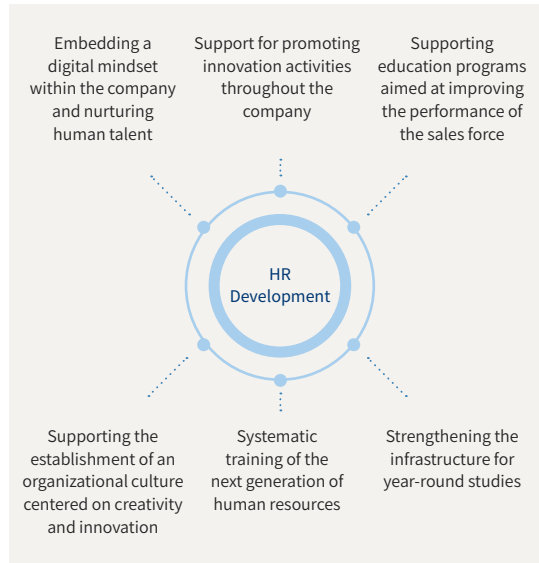 Embedding a
digital mindset
within the company
and nurturing
human talent
Support for promoting
innovation activities
throughout the
company
Supporting
education programs
aimed at improving
the performance of
the sales force
HR
Development
Supporting the
establishment of an
organizational culture
centered on creativity
and innovation
Systematic
training of the
next generation of
human resources
Strengthening the
infrastructure for
year-round studies